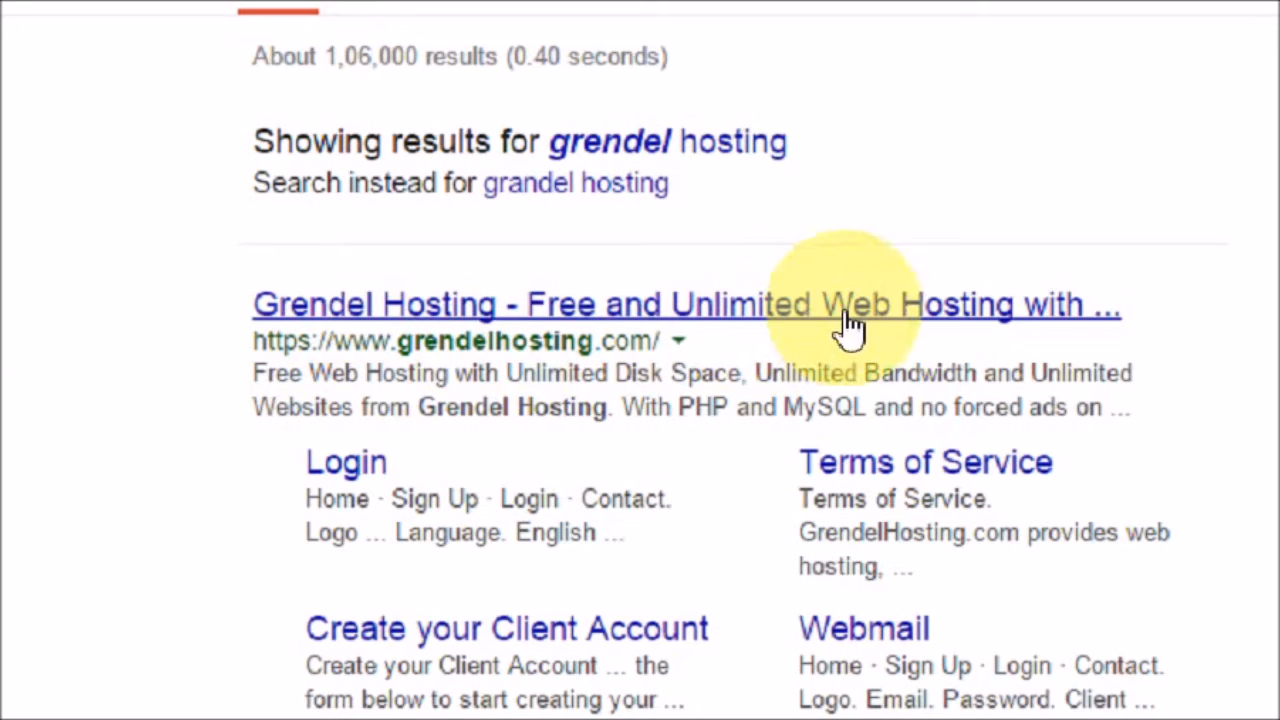 About 1,06,000 results (0.40 seconds)
Showing results for grendel hosting
Search instead for grandel hosting
Grendel Hosting - Free and Unlimited Web Hosting with ...
https://www.grendelhosting.com/
Free Web Hosting with Unlimited Disk Space, Unlimited Bandwidth and Unlimited
Websites from Grendel Hosting. With PHP and MySQL and no forced ads on ...
Login
Home · Sign Up · Login · Contact.
Logo ... Language. English ...
Terms of Service
Terms of Service.
GrendelHosting.com provides web
hosting, ...
Create your Client Account
Create your Client Account ... the
form below to start creating your ...
Webmail
Home · Sign Up · Login · Contact.
Logo. Email. Password. Client ...